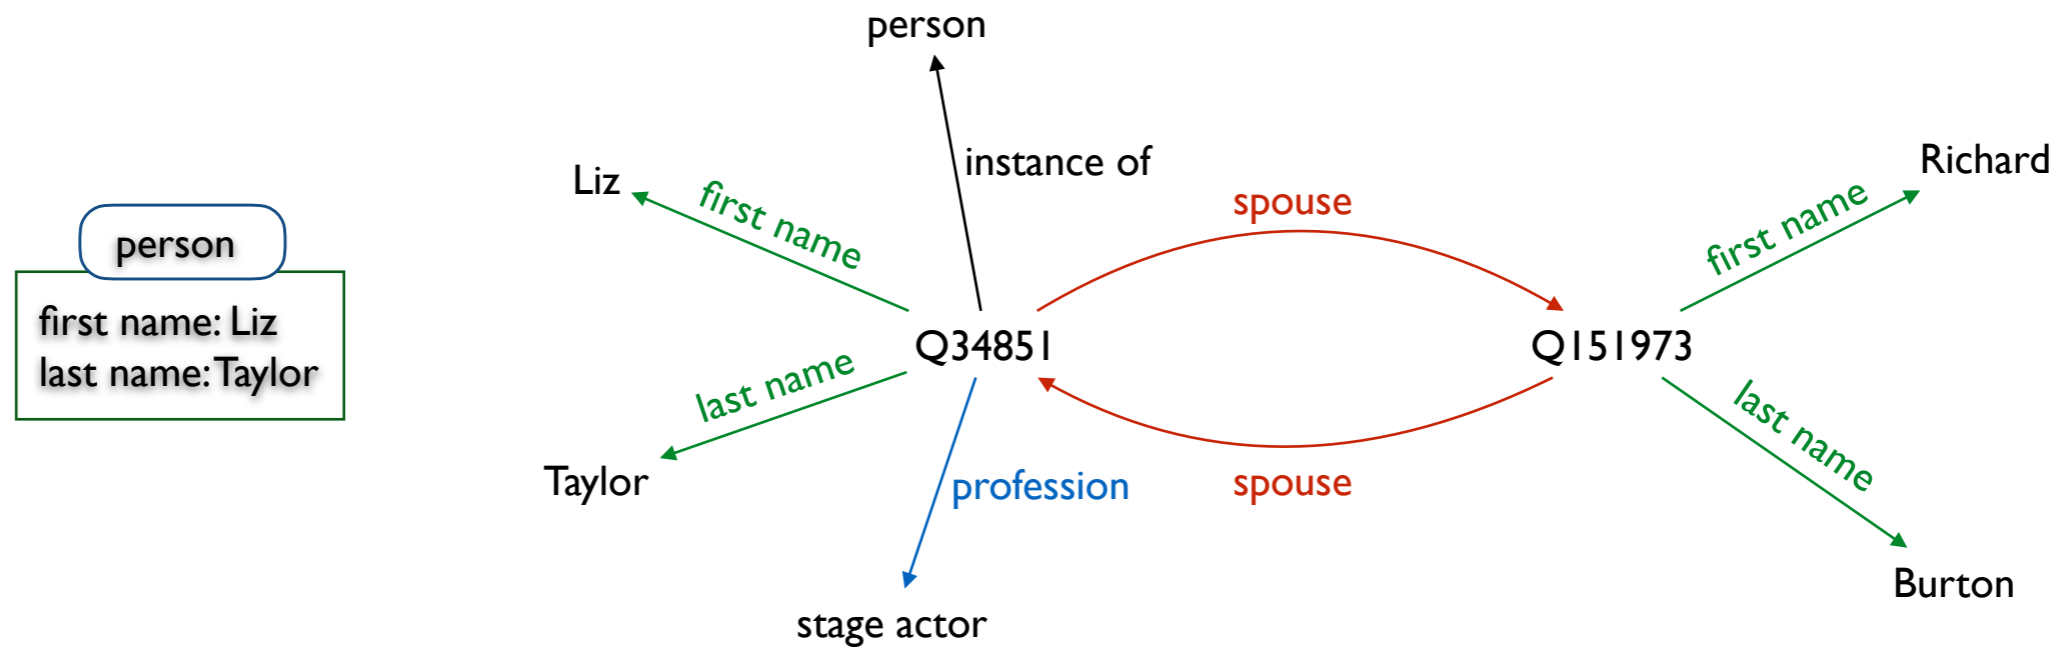 person
first name: Liz
last name: Taylor
person
instance of
Liz
first name
spouse
first name
Richard
Q34851
Q151973
last name
Taylor
profession
spouse
last name
Burton
stage actor